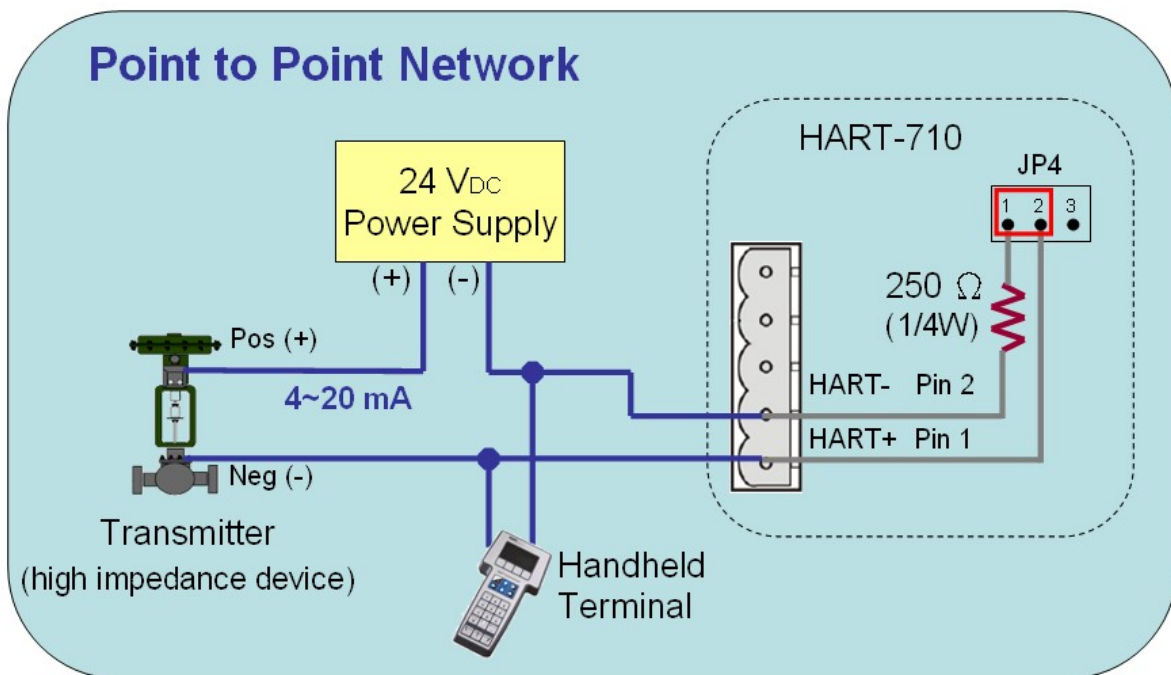 Point to Point Network
HART-710
JP4
1 2 3
24 VDC
Power Supply
(+) (-)
250 Ω
(1/4W)
Pos (+)
4~20 mA
HART- Pin 2
HART+ Pin 1
Neg (-)
Transmitter
(high impedance device)
Handheld
Terminal